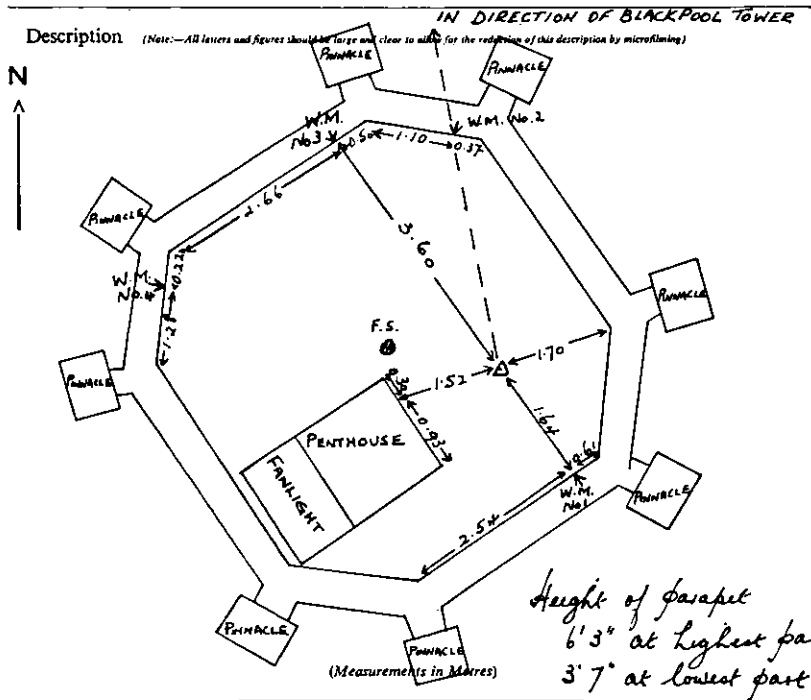 IN DIRECTION OF BLACKPOOL TOWER
Description (Note:—All letters and figures should be large and clear to allow for the reduction of this description by microfilming)
N
PINNACLE
PINNACLE
W.M. No3
W.M. No.2
0.50
1.10
0.37
2.66
3.60
PINNACLE
W.M. No.4
0.22
1.21
PINNACLE
F.S.
PINNACLE
1.70
1.52
0.93
1.64
0.61
PENTHOUSE
FANLIGHT
W.M. No1
PINNACLE
2.54
PINNACLE
PINNACLE
Height of parapet
6'3" at highest pa
3'7" at lowest part
(Measurements in Metres)